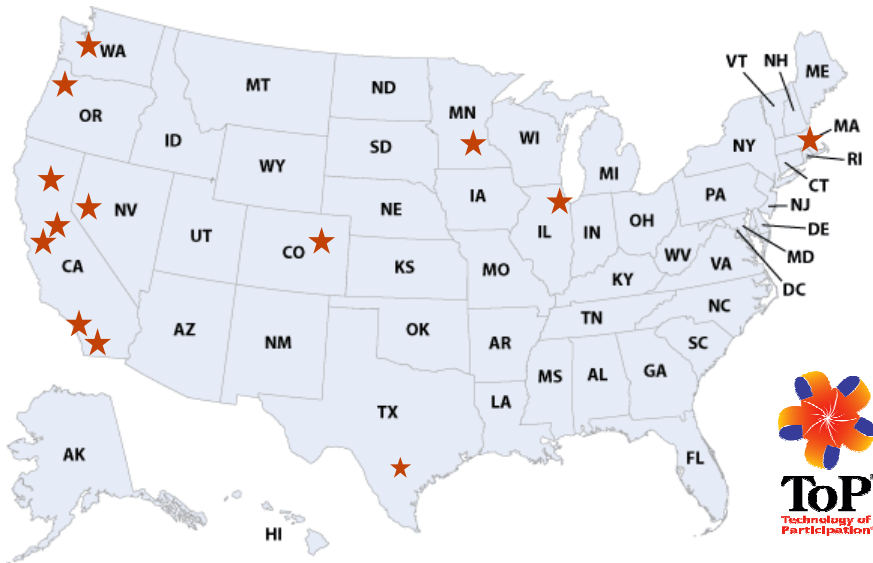 WA
MT
ND
MN
VT
NH
ME
OR
ID
WY
SD
WI
MI
NY
MA
RI
CT
NV
UT
CO
NE
IA
IL
IN
OH
PA
NJ
DE
MD
DC
CA
KS
MO
KY
WV
VA
AZ
NM
OK
AR
TN
NC
SC
TX
LA
MS
AL
GA
FL
AK
HI
ToP®
Technology of
Participation®